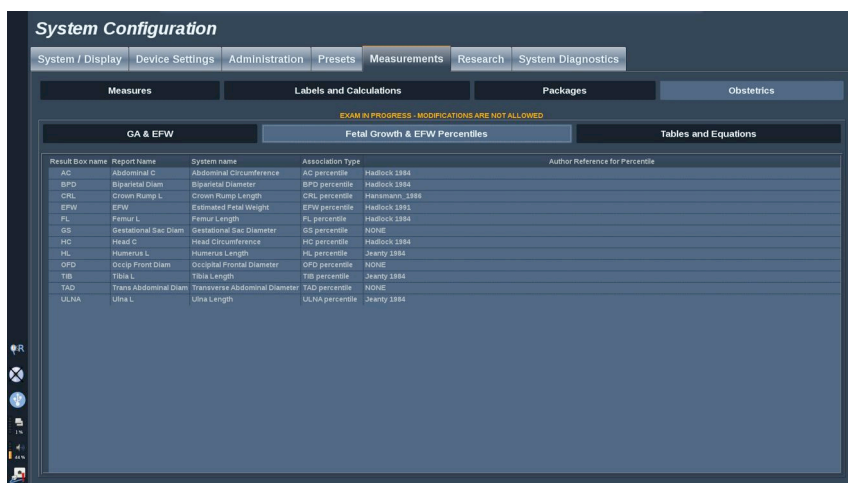 System Configuration
System / Display Device Settings Administration Presets Measurements Research System Diagnostics
Measures Labels and Calculations Packages Obstetrics
EXAM IN PROGRESS - MODIFICATIONS ARE NOT ALLOWED
GA & EFW Fetal Growth & EFW Percentiles Tables and Equations
Result Box name Report Name System name Association Type Author Reference for Percentile
AC Abdominal C Abdominal Circumference AC percentile Hadlock 1984
BPD Biparietal Diam Biparietal Diameter BPD percentile Hadlock 1984
CRL Crown Rump L Crown Rump Length CRL percentile Hansmann_1986
EFW EFW Estimated Fetal Weight EFW percentile Hadlock 1991
FL Femur L Femur Length FL percentile Hadlock 1984
GS Gestational Sac Diam Gestational Sac Diameter GS percentile NONE
HC Head C Head Circumference HC percentile Hadlock 1984
HL Humerus L Humerus Length HL percentile Jeanty 1984
OFD Occip Front Diam Occipital Frontal Diameter OFD percentile NONE
TIB Tibia L Tibia Length TIB percentile Jeanty 1984
TAD Trans Abdominal Diam Transverse Abdominal Diameter TAD percentile NONE
ULNA Ulna L Ulna Length ULNA percentile Jeanty 1984
R
1%
44%